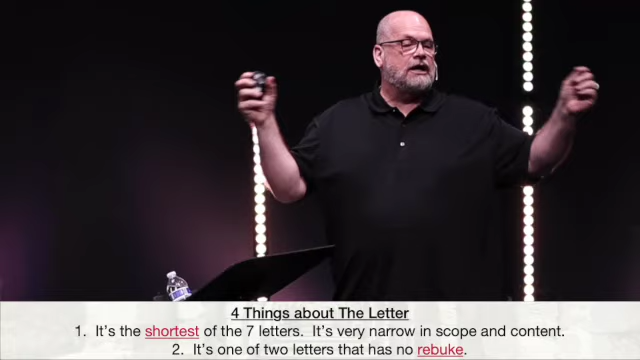 4 Things about The Letter
1. It's the shortest of the 7 letters. It's very narrow in scope and content.
2. It's one of two letters that has no rebuke.